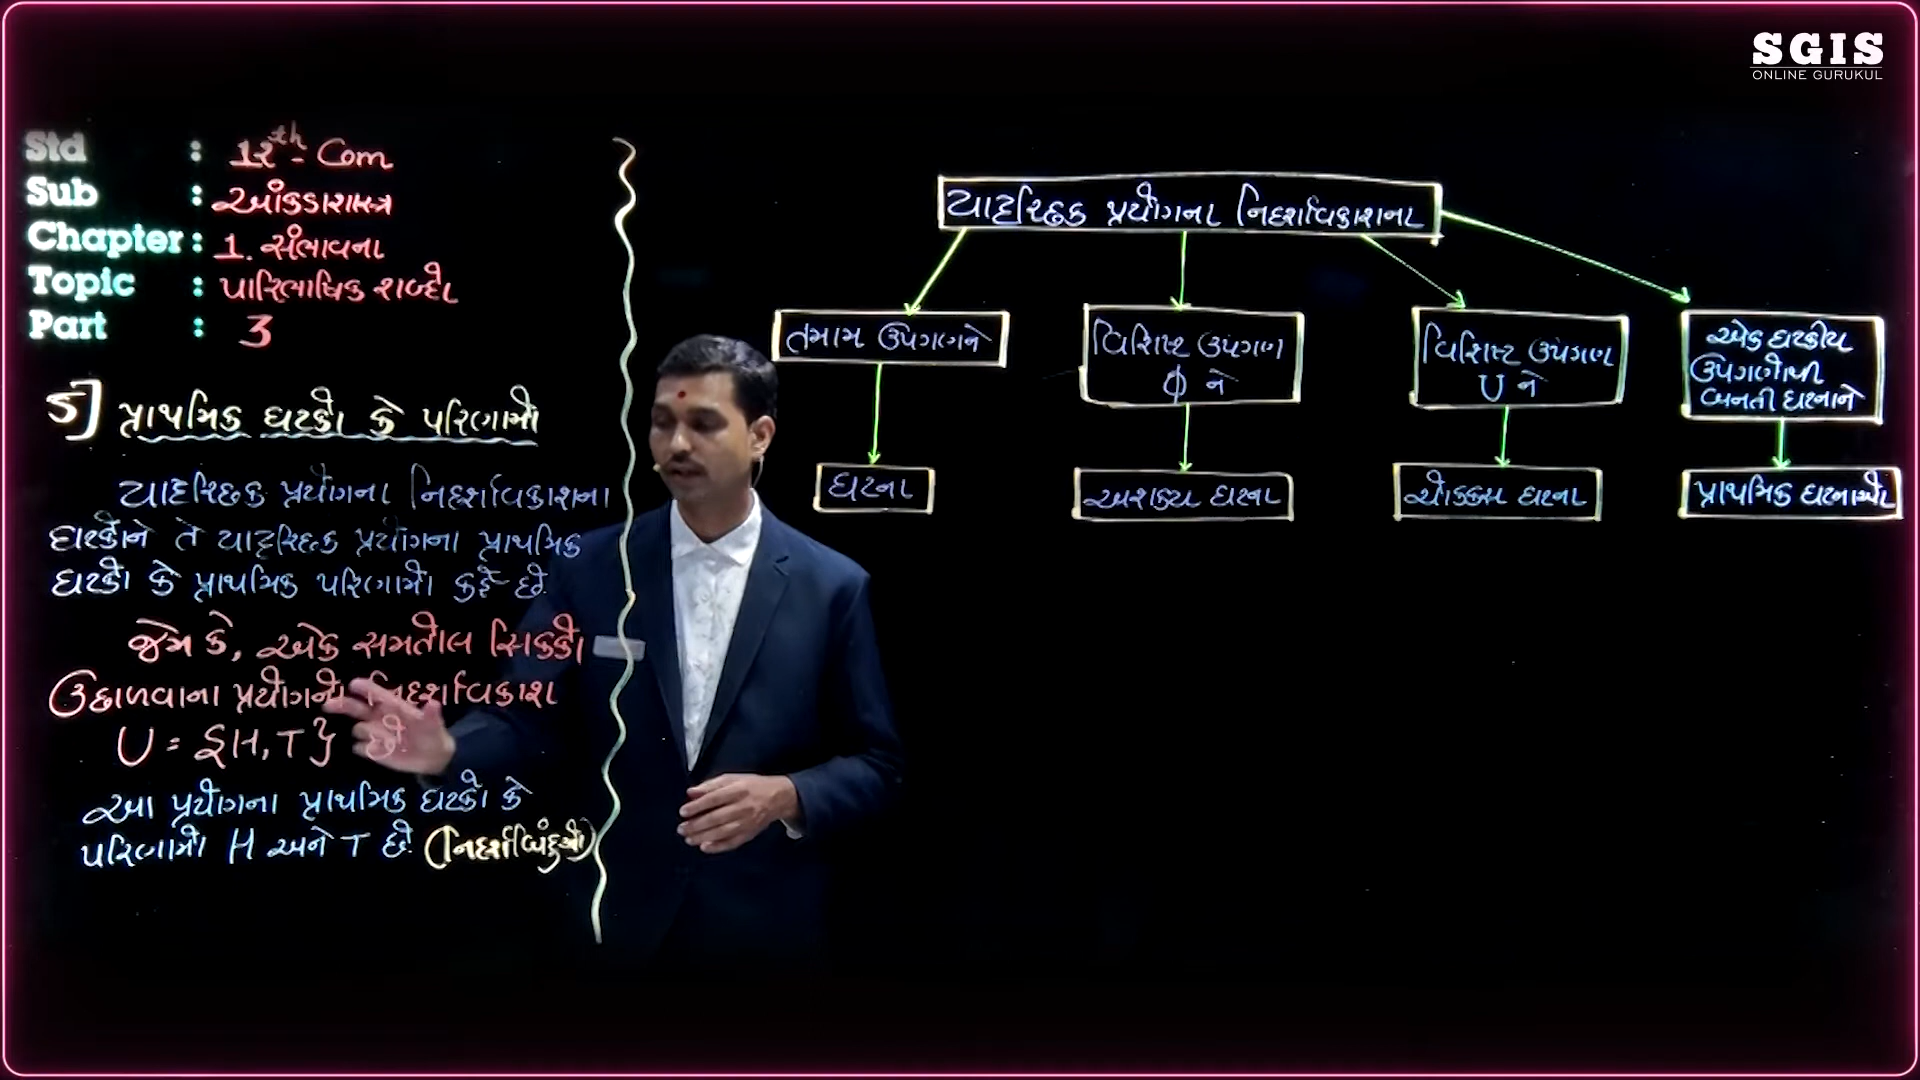 SGIS
ONLINE GURUKUL
Std : 12th - Com
Sub : આંકડાશાસ્ત્ર
Chapter : 1. સંભાવના
Topic : પારિભાષિક શબ્દો
Part : 3
5] પ્રાથમિક ઘટકો કે પરિણામો
યાદૃચ્છિક પ્રયોગના નિદર્શાવકાશના
ઘટકોને તે યાદૃચ્છિક પ્રયોગના પ્રાથમિક
ઘટકો કે પ્રાથમિક પરિણામો કહે છે.
જેમ કે, એક સમતોલ સિક્કો
ઉછાળવાના પ્રયોગનો નિદર્શાવકાશ
U = {H, T} છે.
આ પ્રયોગના પ્રાથમિક ઘટકો કે
પરિણામો H અને T છે. (નિદર્શબિંદુઓ)
યાદૃચ્છિક પ્રયોગના નિદર્શાવકાશના
તમામ ઉપગણને
ઘટના
વિશિષ્ટ ઉપગણ
ϕ ને
અશક્ય ઘટના
વિશિષ્ટ ઉપગણ
U ને
ચોક્કસ ઘટના
એક ઘટકીય
ઉપગણોથી
બનતી ઘટનાને
પ્રાથમિક ઘટનાઓ